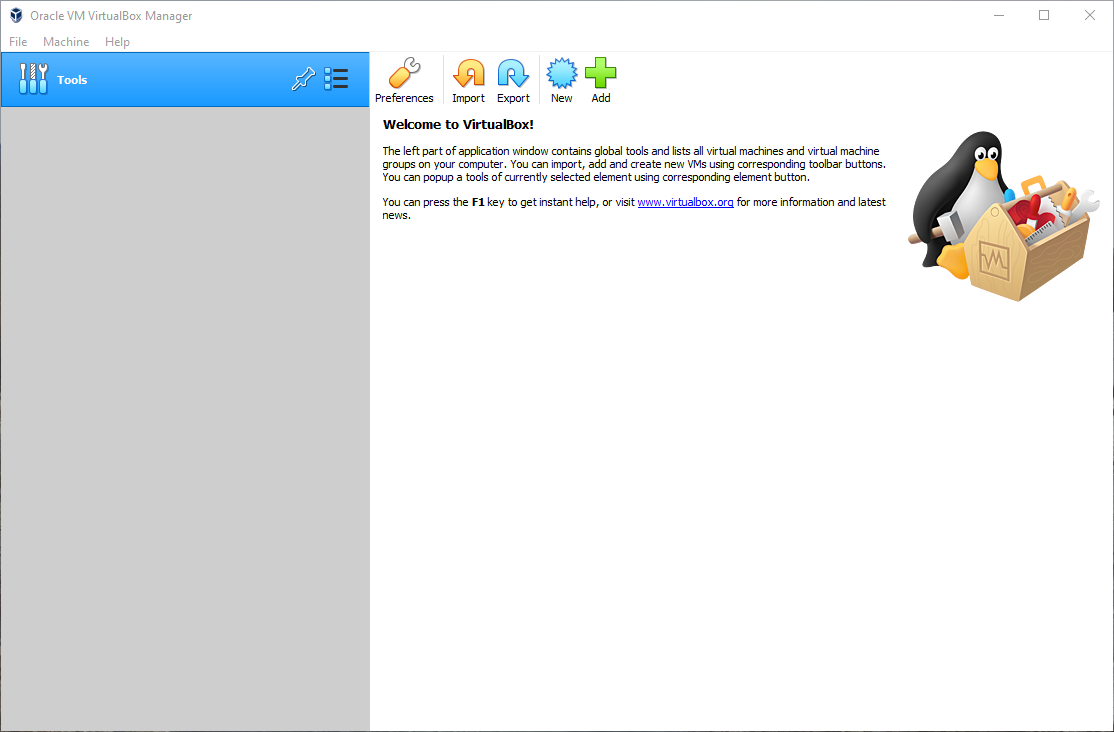 Oracle VM VirtualBox Manager
File Machine Help
Tools
Preferences Import Export New Add
Welcome to VirtualBox!
The left part of application window contains global tools and lists all virtual machines and virtual machine
groups on your computer. You can import, add and create new VMs using corresponding toolbar buttons.
You can popup a tools of currently selected element using corresponding element button.
You can press the F1 key to get instant help, or visit www.virtualbox.org for more information and latest
news.